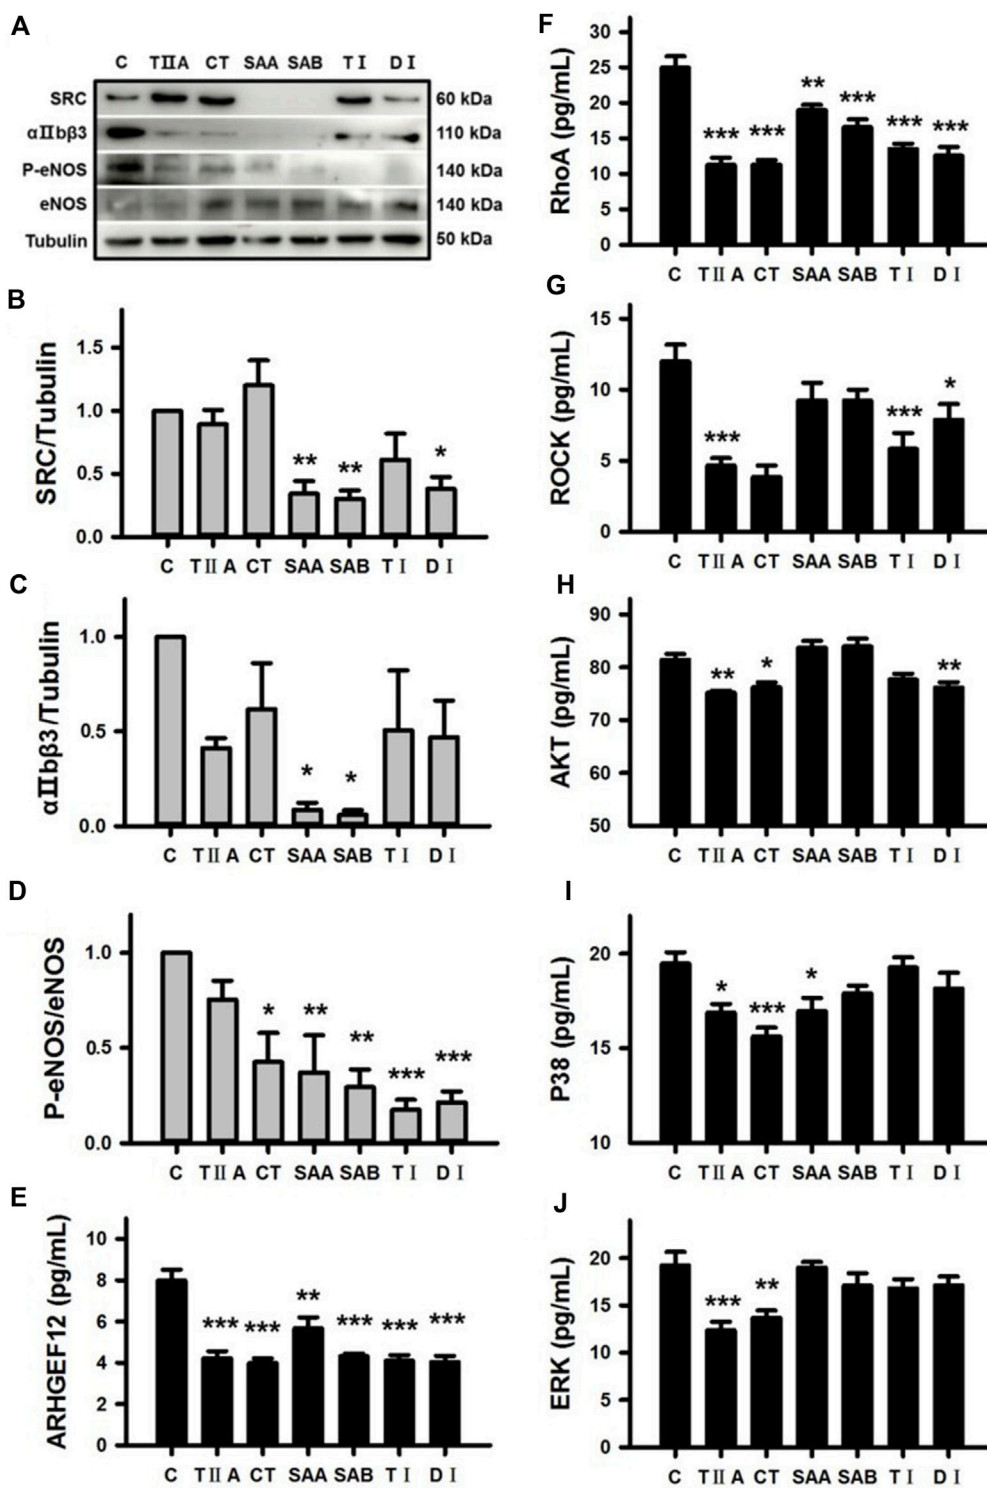 A
C TⅡA CT SAA SAB TⅠ DⅠ
SRC 60 kDa
αⅡbβ3 110 kDa
P-eNOS 140 kDa
eNOS 140 kDa
Tubulin 50 kDa
B
SRC/Tubulin
1.5
1.0
0.5
0.0
** ** *
C TⅡA CT SAA SAB TⅠ DⅠ
C
αⅡbβ3/Tubulin
1.0
0.5
0.0
* *
C TⅡA CT SAA SAB TⅠ DⅠ
D
P-eNOS/eNOS
1.0
0.5
0.0
* ** ** *** ***
C TⅡA CT SAA SAB TⅠ DⅠ
E
ARHGEF12 (pg/mL)
10
8
6
4
2
0
*** *** ** *** *** ***
C TⅡA CT SAA SAB TⅠ DⅠ
F
RhoA (pg/mL)
30
25
20
15
10
5
0
*** *** ** *** *** ***
C TⅡA CT SAA SAB TⅠ DⅠ
G
ROCK (pg/mL)
15
10
5
0
*** *** *
C TⅡA CT SAA SAB TⅠ DⅠ
H
AKT (pg/mL)
90
80
70
60
50
** * **
C TⅡA CT SAA SAB TⅠ DⅠ
I
P38 (pg/mL)
20
15
10
* *** *
C TⅡA CT SAA SAB TⅠ DⅠ
J
ERK (pg/mL)
20
15
10
5
0
*** **
C TⅡA CT SAA SAB TⅠ DⅠ